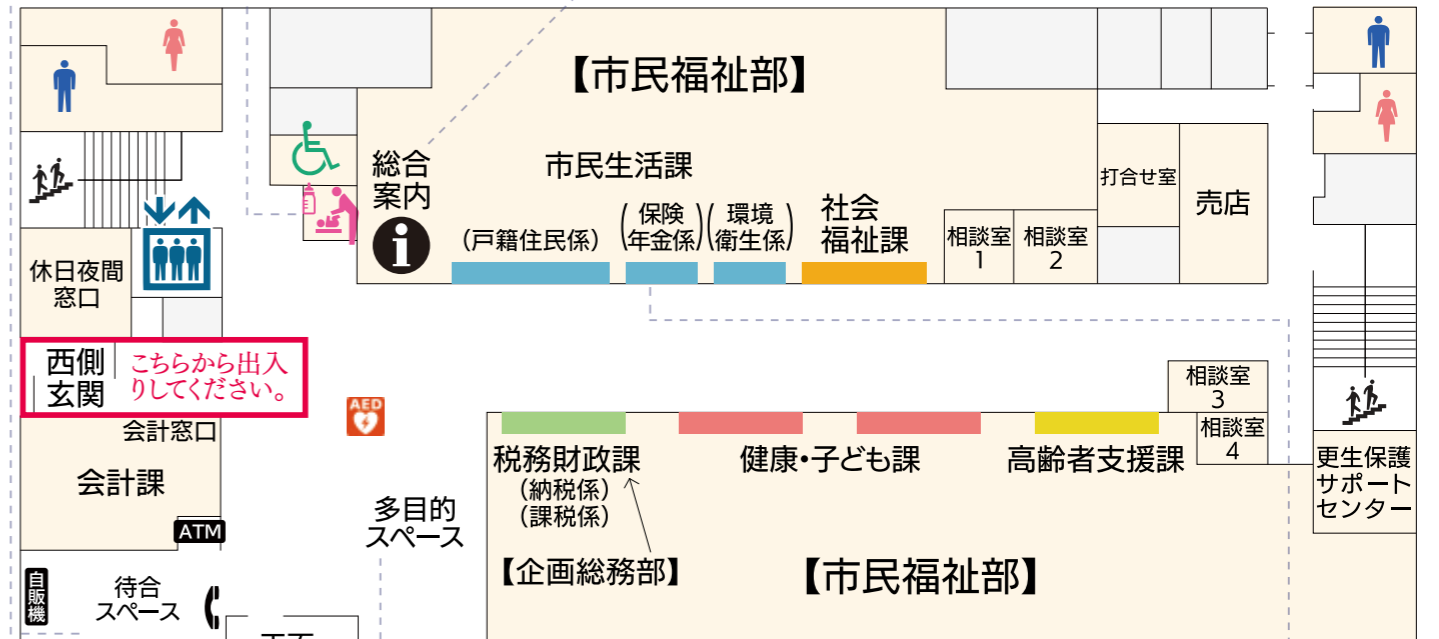 【市民福祉部】
総合
案内
市民生活課
(戸籍住民係)
(保険
年金係)
(環境
衛生係)
社会
福祉課
相談室
1
相談室
2
打合せ室
売店
休日夜間
窓口
西側
玄関
こちらから出入
りしてください。
会計窓口
会計課
ATM
AED
多目的
スペース
税務財政課
(納税係)
(課税係)
【企画総務部】
健康・子ども課
高齢者支援課
相談室
3
相談室
4
更生保護
サポート
センター
【市民福祉部】
自販機
待合
スペース